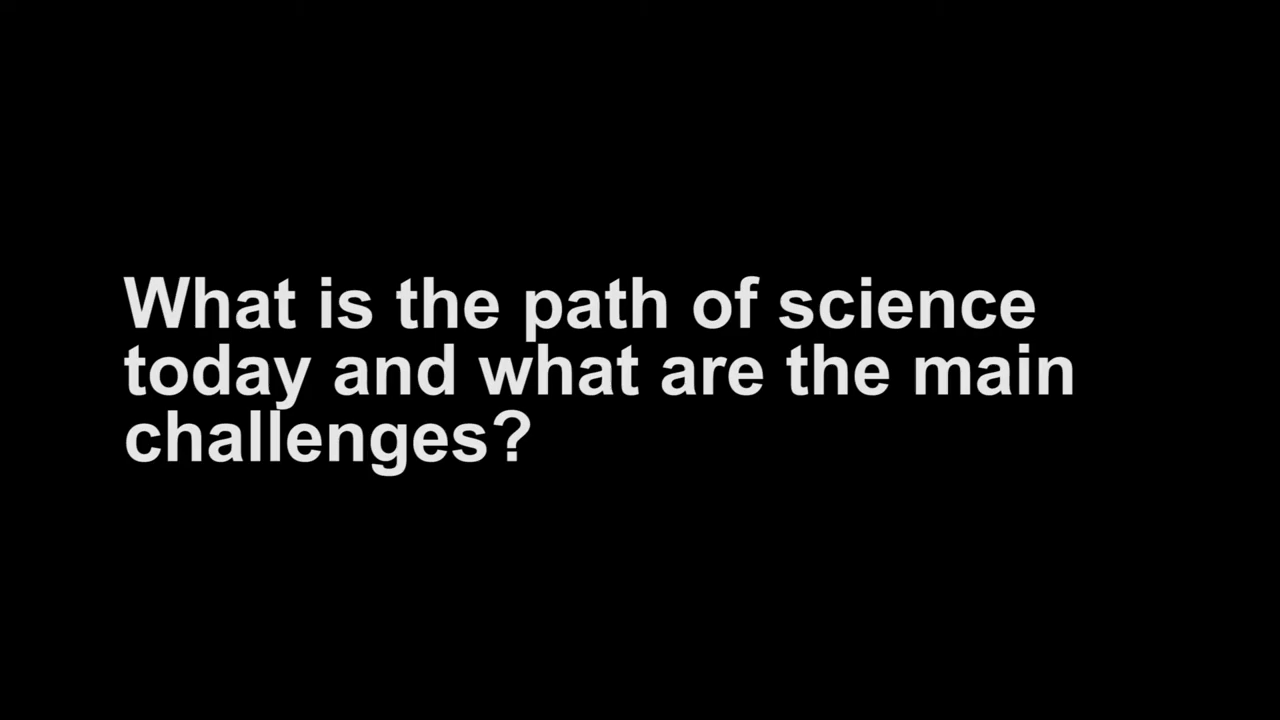 What is the path of science
today and what are the main
challenges?